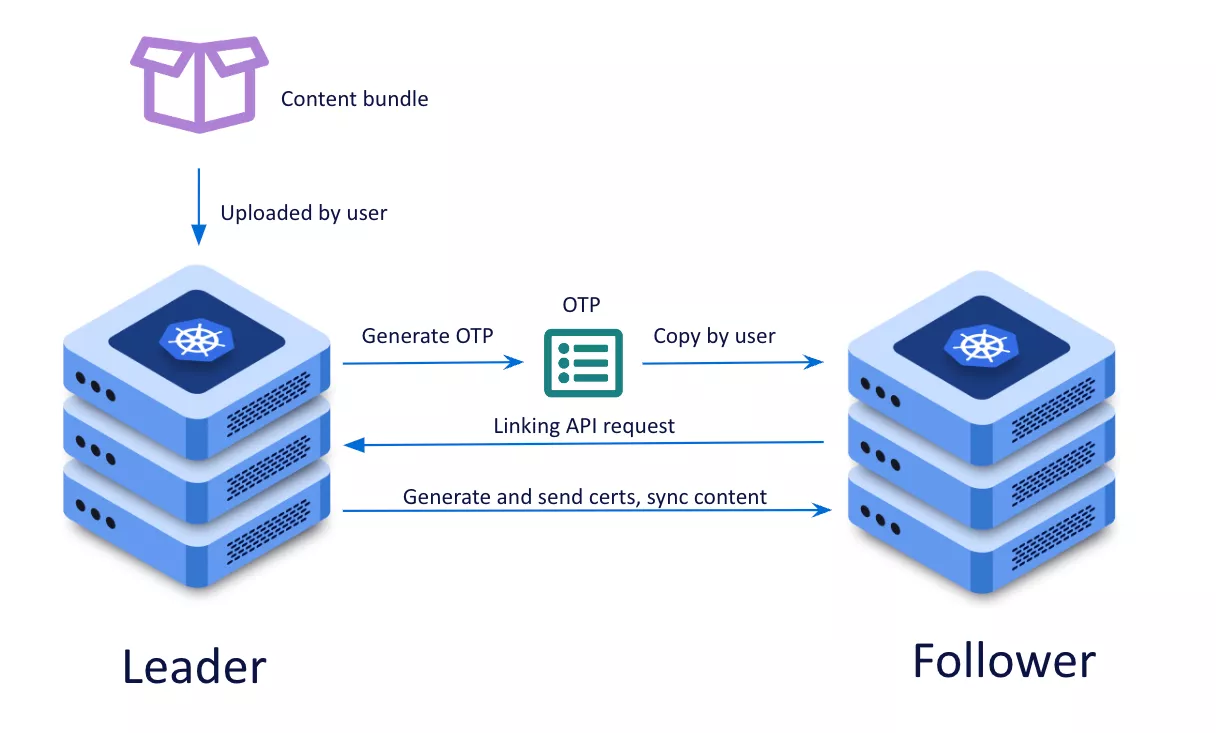 Content bundle
Uploaded by user
OTP
Generate OTP
Copy by user
Linking API request
Generate and send certs, sync content
Leader
Follower